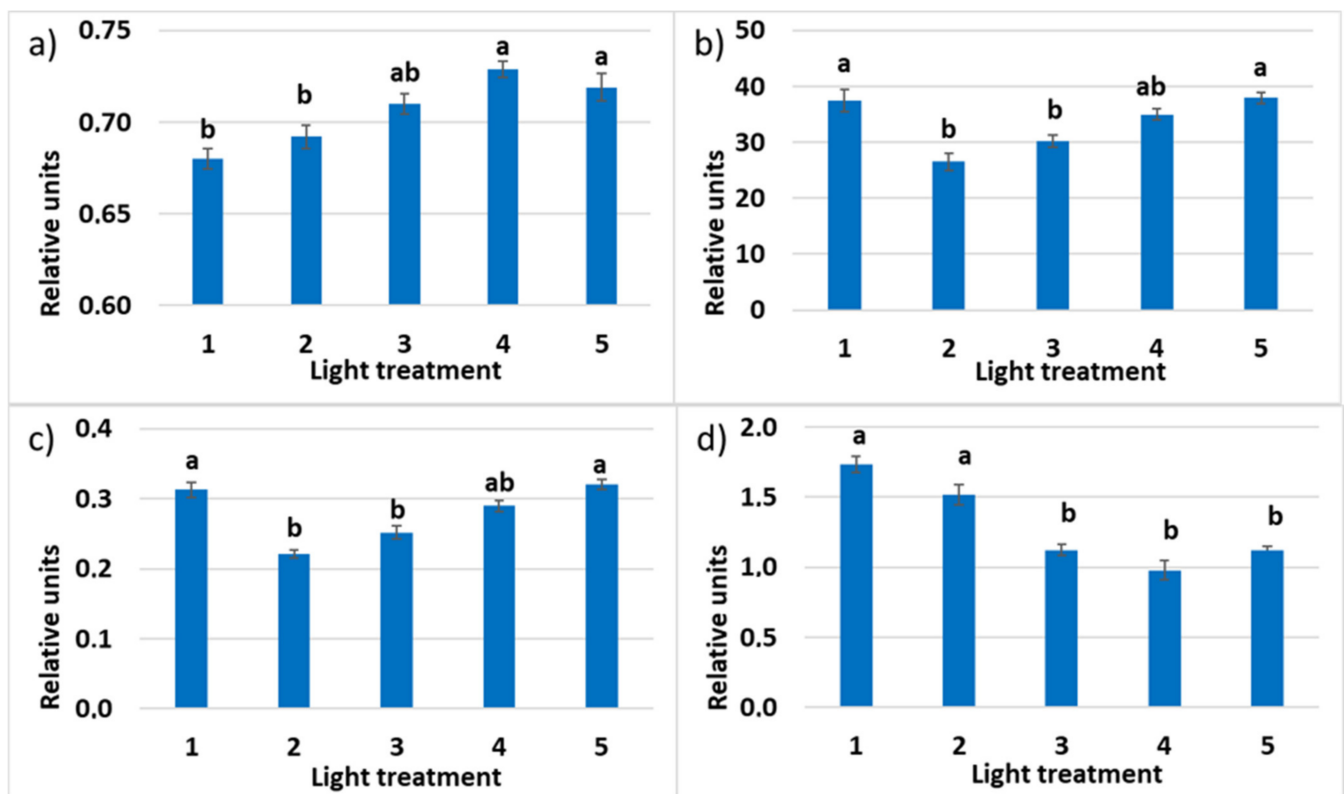 a)
0.75
0.70
0.65
0.60
Relative units
b
b
ab
a
a
1 2 3 4 5
Light treatment
b)
50
40
30
20
10
0
Relative units
a
b
b
ab
a
1 2 3 4 5
Light treatment
c)
0.4
0.3
0.2
0.1
0.0
Relative units
a
b
b
ab
a
1 2 3 4 5
Light treatment
d)
2.0
1.5
1.0
0.5
0.0
Relative units
a
a
b
b
b
1 2 3 4 5
Light treatment